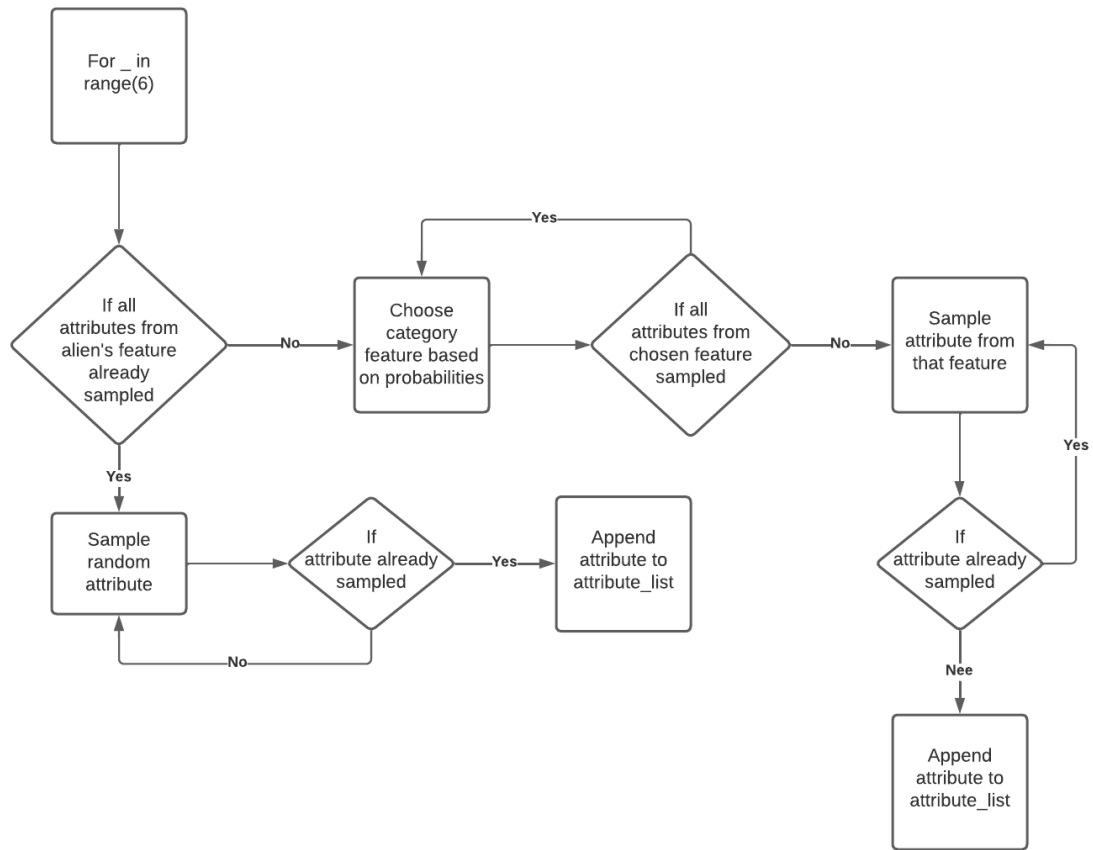 For _ in
range(6)
If all
attributes from
alien's feature
already
sampled
No
Choose
category
feature based
on probabilities
Yes
If all
attributes from
chosen feature
sampled
No
Sample
attribute from
that feature
Yes
If
attribute already
sampled
Nee
Append
attribute to
attribute_list
Yes
Sample
random
attribute
If
attribute already
sampled
Yes
Append
attribute to
attribute_list
No